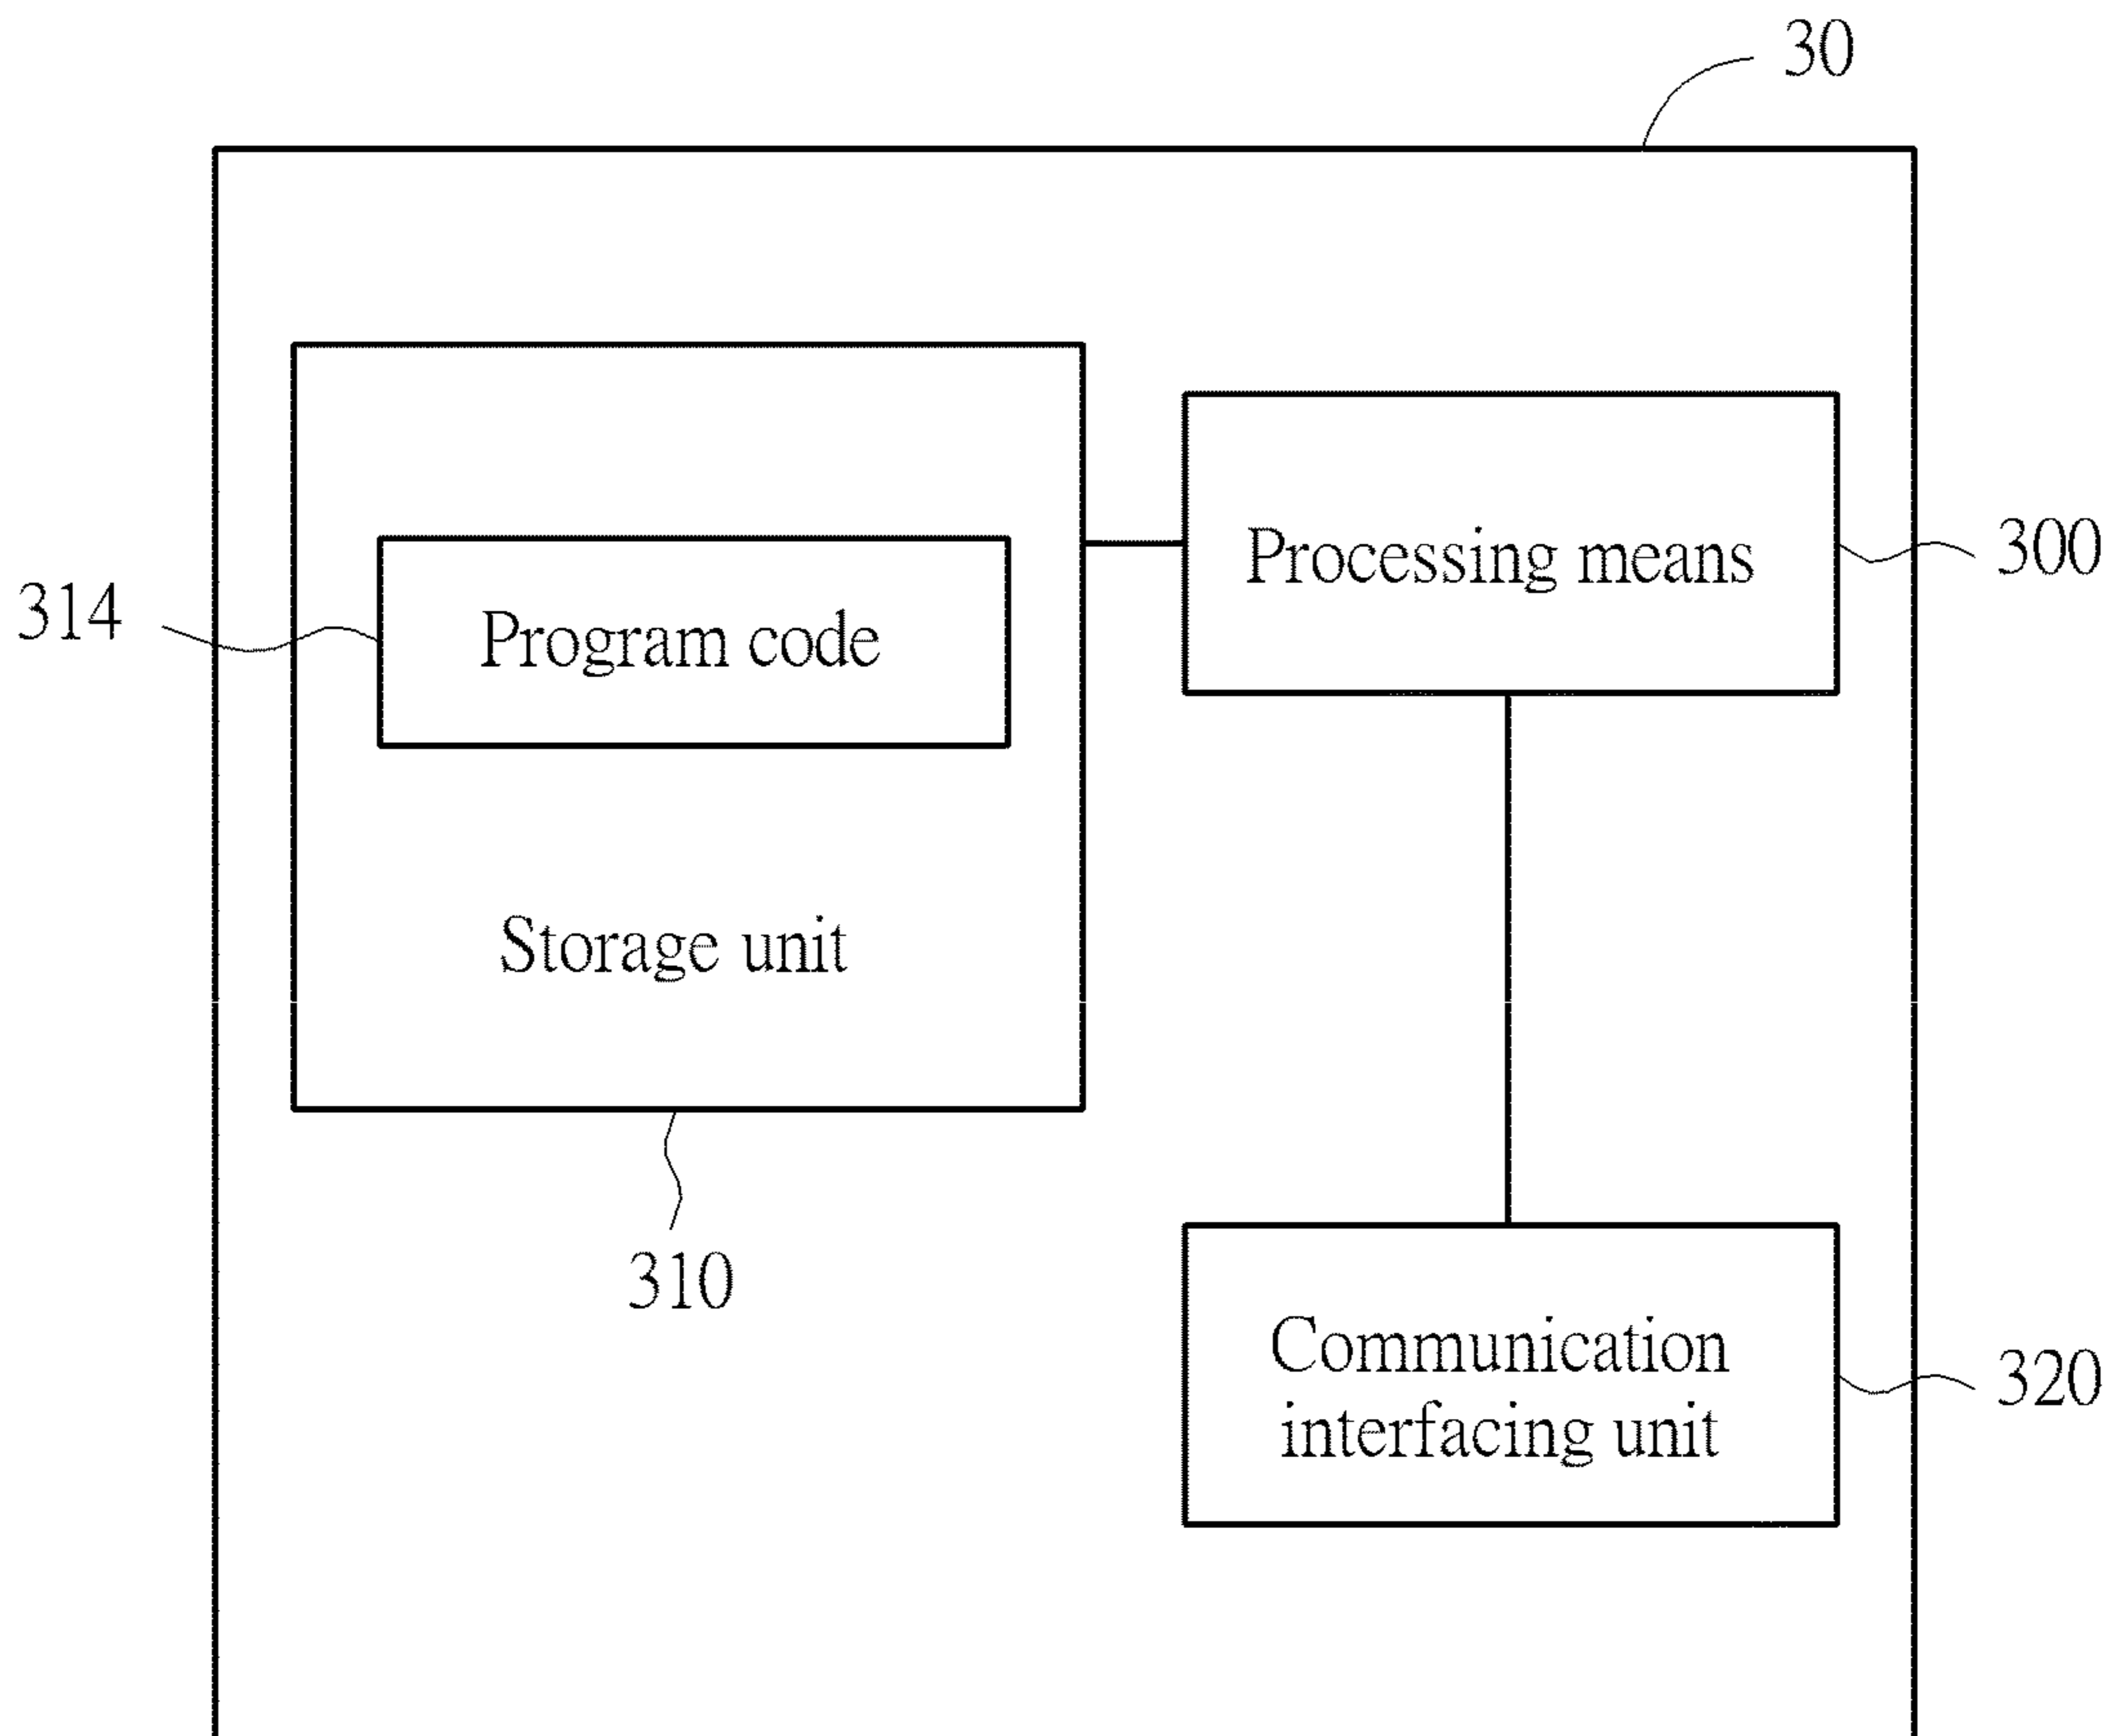 30
Processing means
300
314
Program code
Storage unit
310
Communication
interfacing unit
320